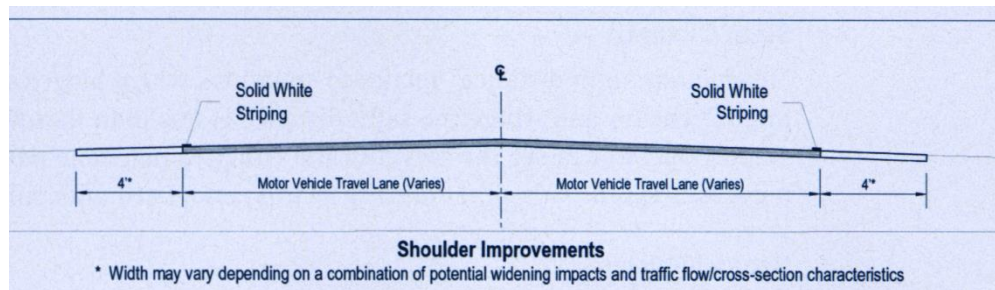 ℄
Solid White
Striping
Solid White
Striping
4'*
Motor Vehicle Travel Lane (Varies)
Motor Vehicle Travel Lane (Varies)
4'*
Shoulder Improvements
* Width may vary depending on a combination of potential widening impacts and traffic flow/cross-section characteristics